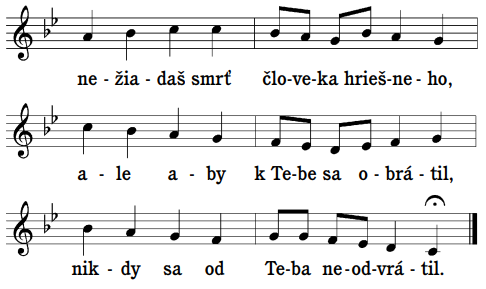 ne - žia - daš smrť člo-ve-ka hrieš-ne-ho,
a - le a - by k Te-be sa o-brá-til,
nik - dy sa od Te-ba ne-od-vrá-til.